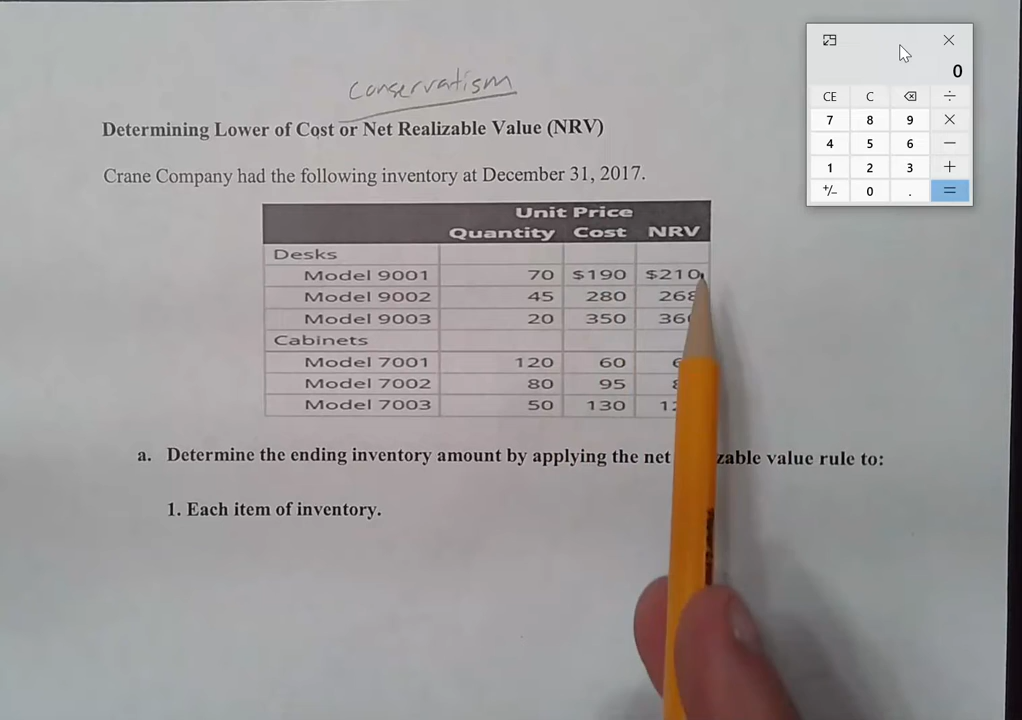 conservatism
Determining Lower of Cost or Net Realizable Value (NRV)
Crane Company had the following inventory at December 31, 2017.
Unit Price
Quantity Cost NRV
Desks
Model 9001 70 $190 $210
Model 9002 45 280
Model 9003 20 350
Cabinets
Model 7001 120 60
Model 7002 80 95
Model 7003 50 130
a. Determine the ending inventory amount by applying the net value rule to:
1. Each item of inventory.
0
CE C ÷
7 8 9 ×
4 5 6 −
1 2 3 +
+/- 0 . =